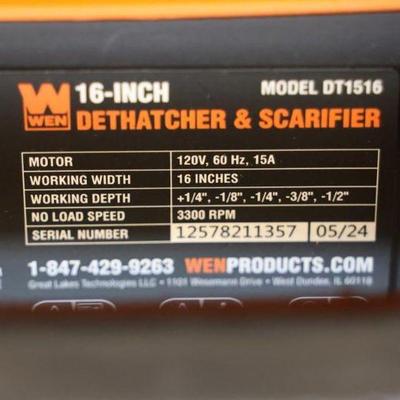 WEN
16-INCH
MODEL DT1516
DETHATCHER & SCARIFIER
MOTOR 120V, 60 Hz, 15A
WORKING WIDTH 16 INCHES
WORKING DEPTH +1/4", -1/8", -1/4", -3/8", -1/2"
NO LOAD SPEED 3300 RPM
SERIAL NUMBER 12578211357 05/24
1-847-429-9263 WENPRODUCTS.COM
Great Lakes Technologies LLC • 1101 Wesemann Drive • West Dundee, IL 60118